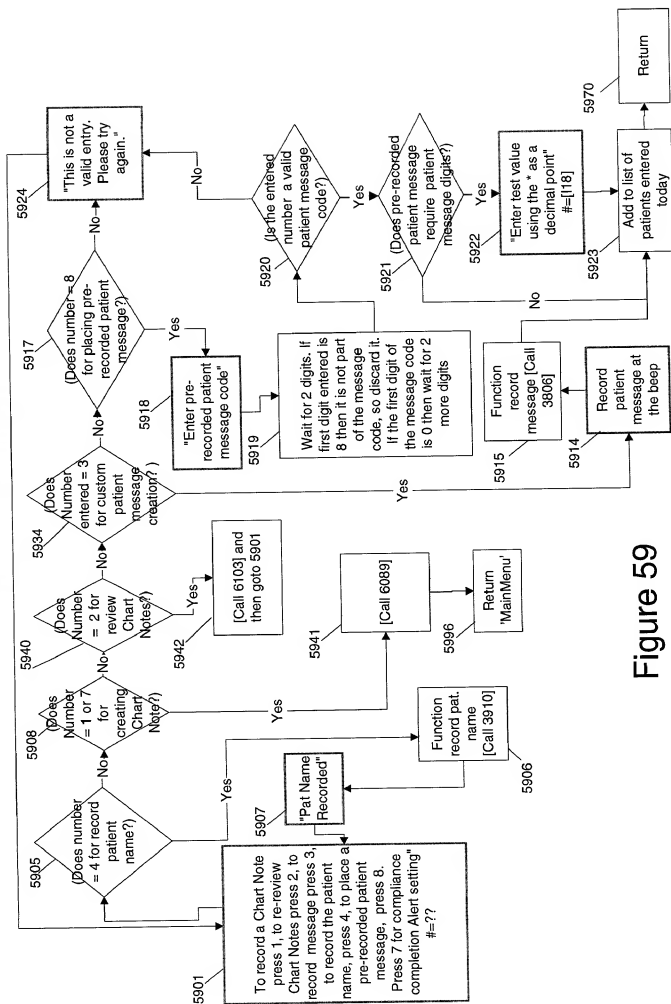 5901
To record a Chart Note
press 1, to re-review
Chart Notes press 2, to
record message press 3,
to record the patient
name, press 4, to place a
pre-recorded patient
message, press 8.
Press 7 for compliance
completion Alert setting"
#=??
5905
(Does number
= 4 for record
patient
name?)
No
Yes
5906
Function
record pat.
name
[Call 3910]
5907
"Pat Name
Recorded"
5908
(Does
Number
= 1 or 7
for
creating
Chart
Note?)
No
Yes
5941
[Call 6089]
5996
Return
'MainMenu'
5940
(Does
Number
= 2 for
review
Chart
Notes?)
No
Yes
5942
[Call 6103] and
then goto 5901
5934
(Does
Number
entered = 3
for custom
patient
message
creation? )
No
Yes
5914
Record
patient
message at
the beep
5915
Function
record
message [Call
3806]
5917
(Does number = 8
for placing pre-
recorded patient
message?)
No
Yes
5918
"Enter pre-
recorded patient
message code"
5919
Wait for 2 digits. If
first digit entered is
8 then it is not part
of the message
code, so discard it.
If the first digit of
the message code
is 0 then wait for 2
more digits
5920
(Is the entered
number a valid
patient message
code?)
No
Yes
5921
(Does pre-recorded
patient message
require patient
message digits?)
No
Yes
5922
"Enter test value
using the * as a
decimal point"
#=[I18]
5923
Add to list of
patients entered
today
5970
Return
5924
"This is not a
valid entry.
Please try
again."
Figure 59